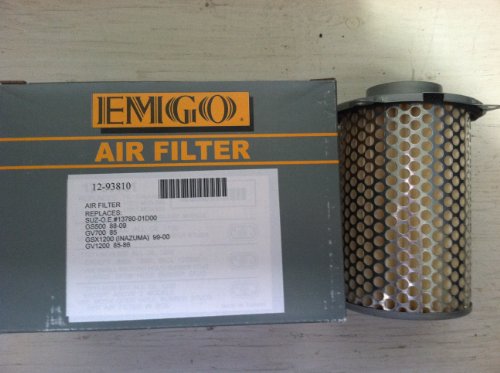 EMGO.
AIR FILTER
12-93810
AIR FILTER
REPLACES:
SUZ-O.E.#13780-01D00
GS500 88-09
GV700 85
GSX1200 (INAZUMA) 99-00
GV1200 85-86